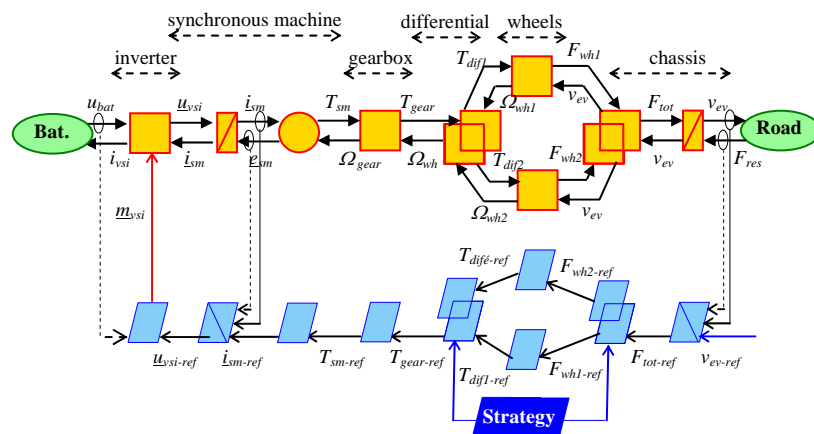 synchronous machine
differential
wheels
inverter
gearbox
chassis
T_dif1
F_wh1
u_bat
u_vsi
i_sm
T_sm
T_gear
Ω_wh1
v_ev
F_tot
v_ev
Bat.
Road
i_vsi
i_sm
e_sm
Ω_gear
Ω_wh
T_dif2
F_wh2
v_ev
F_res
Ω_wh2
v_ev
m_vsi
T_difé-ref
F_wh2-ref
u_vsi-ref
i_sm-ref
T_sm-ref
T_gear-ref
T_dif1-ref
F_wh1-ref
F_tot-ref
v_ev-ref
Strategy